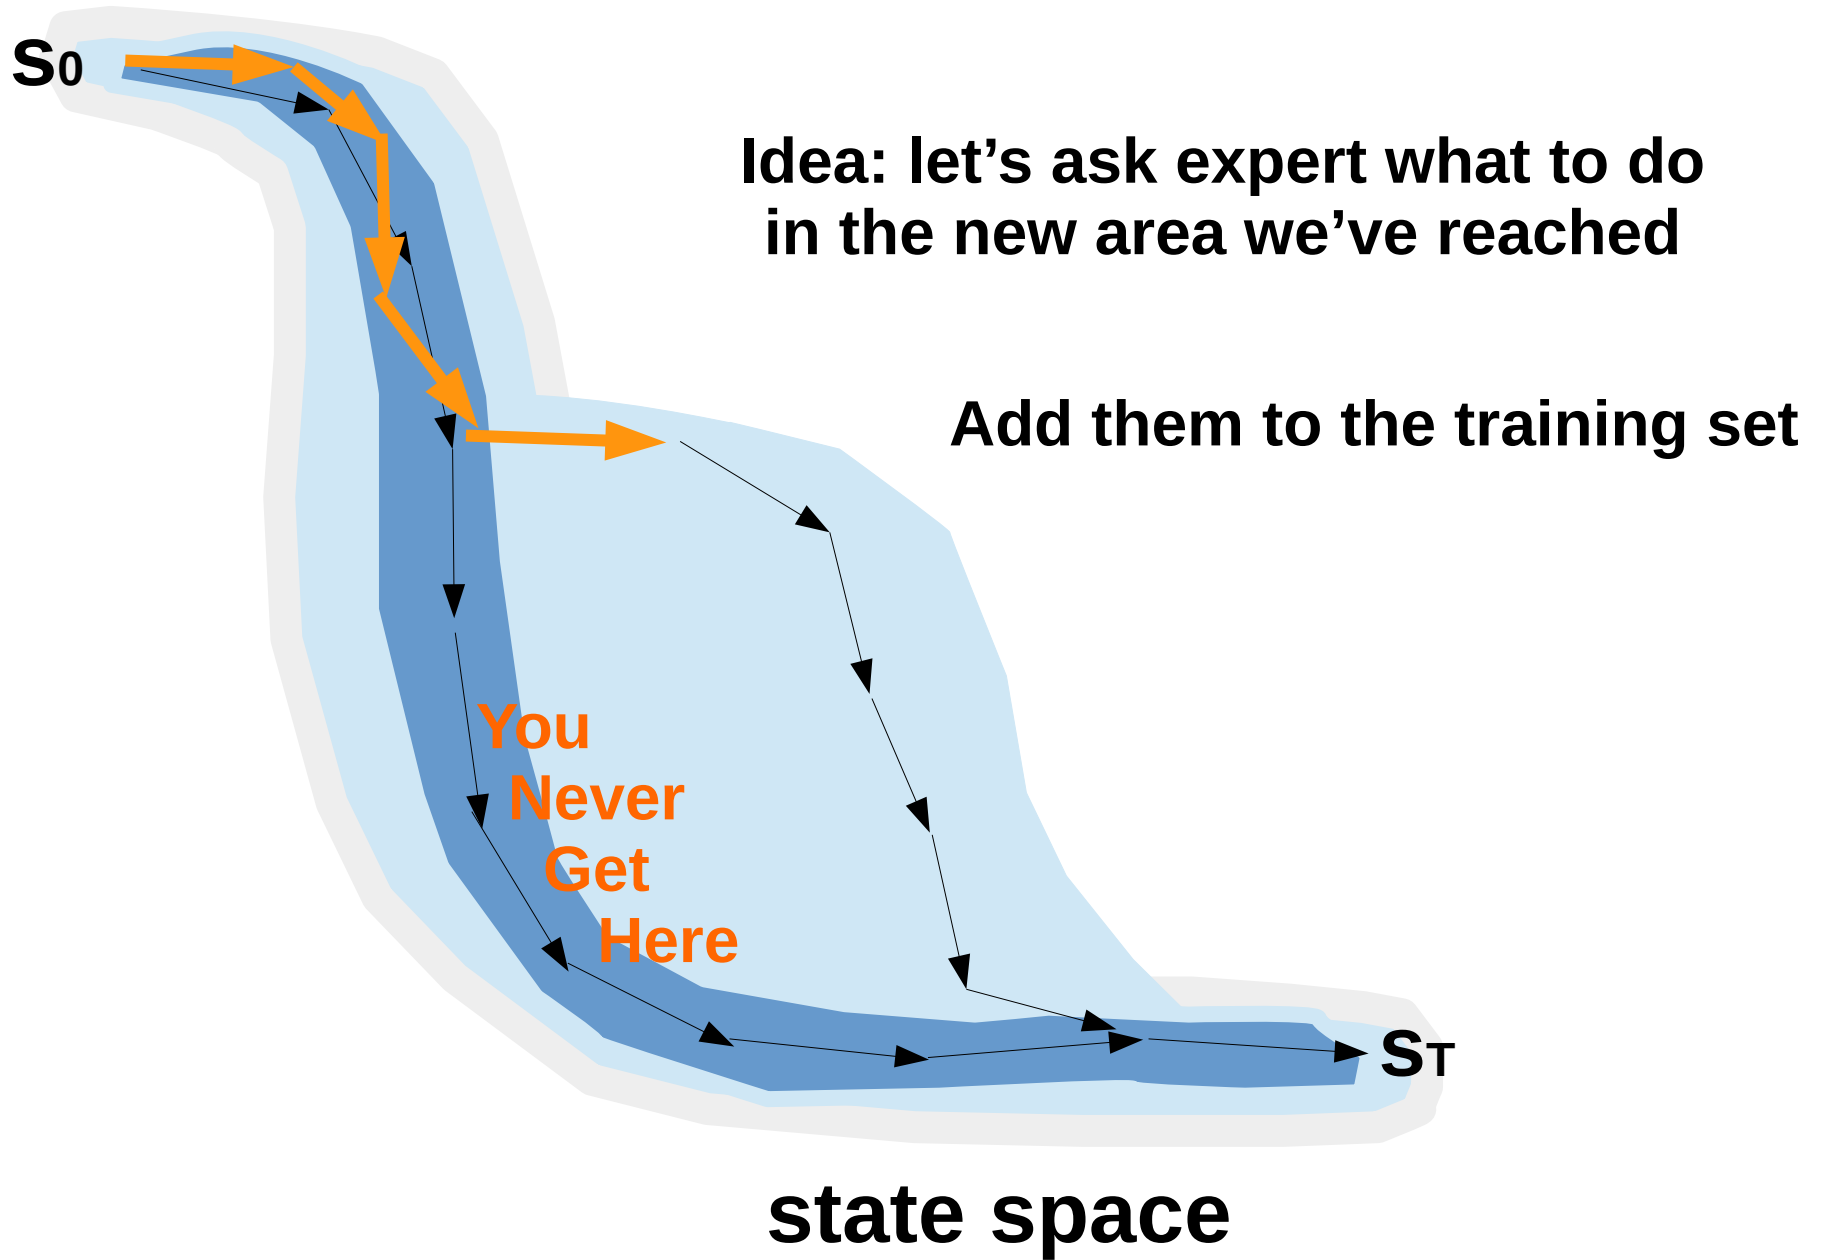 s0
Idea: let’s ask expert what to do
in the new area we’ve reached
Add them to the training set
You
Never
Get
Here
sT
state space